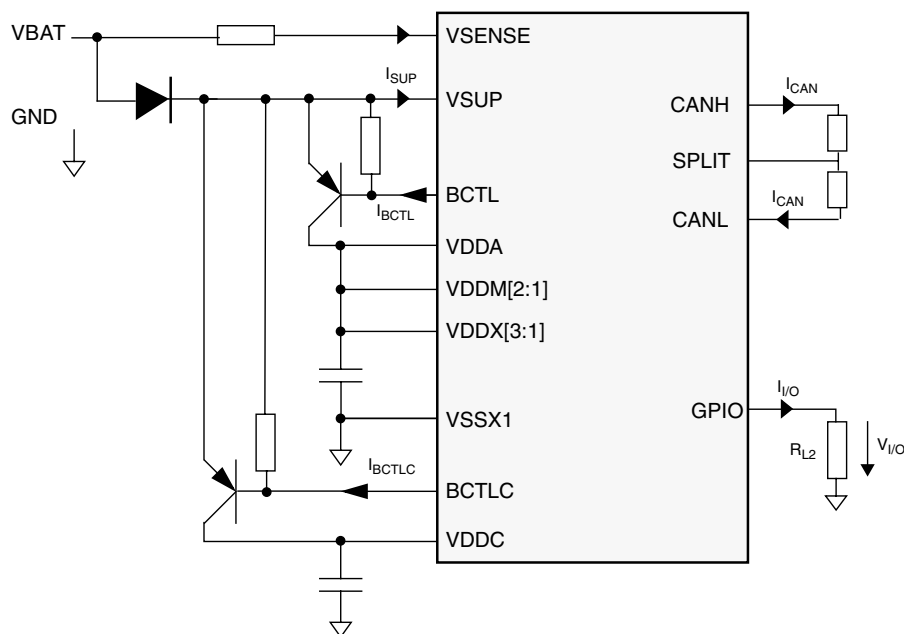 VBAT
VSENSE
I_SUP
VSUP
GND
CANH
I_CAN
SPLIT
BCTL
I_BCTL
I_CAN
CANL
VDDA
VDDM[2:1]
VDDX[3:1]
VSSX1
GPIO
I_I/O
R_L2
V_I/O
I_BCTLC
BCTLC
VDDC